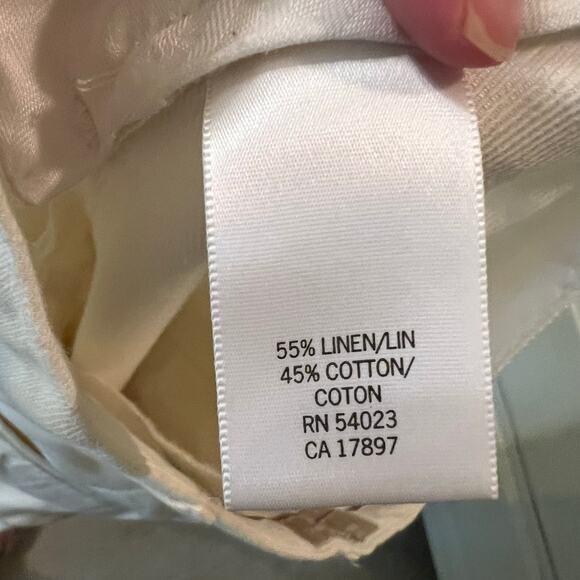 55% LINEN/LIN
45% COTTON/
COTON
RN 54023
CA 17897